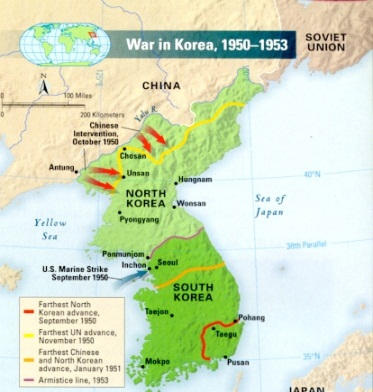 War in Korea, 1950–1953
SOVIET
UNION
N
125°E
CHINA
0
100 Miles
0
200 Kilometers
Yalu R.
Chinese
Intervention,
October 1950
Chosan
Antung
Unsan
Hungnam
40°N
NORTH
KOREA
Wonsan
Sea of
Japan
Pyongyang
Yellow
Sea
38th Parallel
Panmunjom
Inchon
Seoul
U.S. Marine Strike
September 1950
SOUTH
KOREA
Farthest North
Korean advance,
September 1950
Farthest UN advance,
November 1950
Farthest Chinese
and North Korean
advance, January 1951
Armistice line, 1953
Taejon
Pohang
Taegu
35°N
Mokpo
Pusan
JAPAN